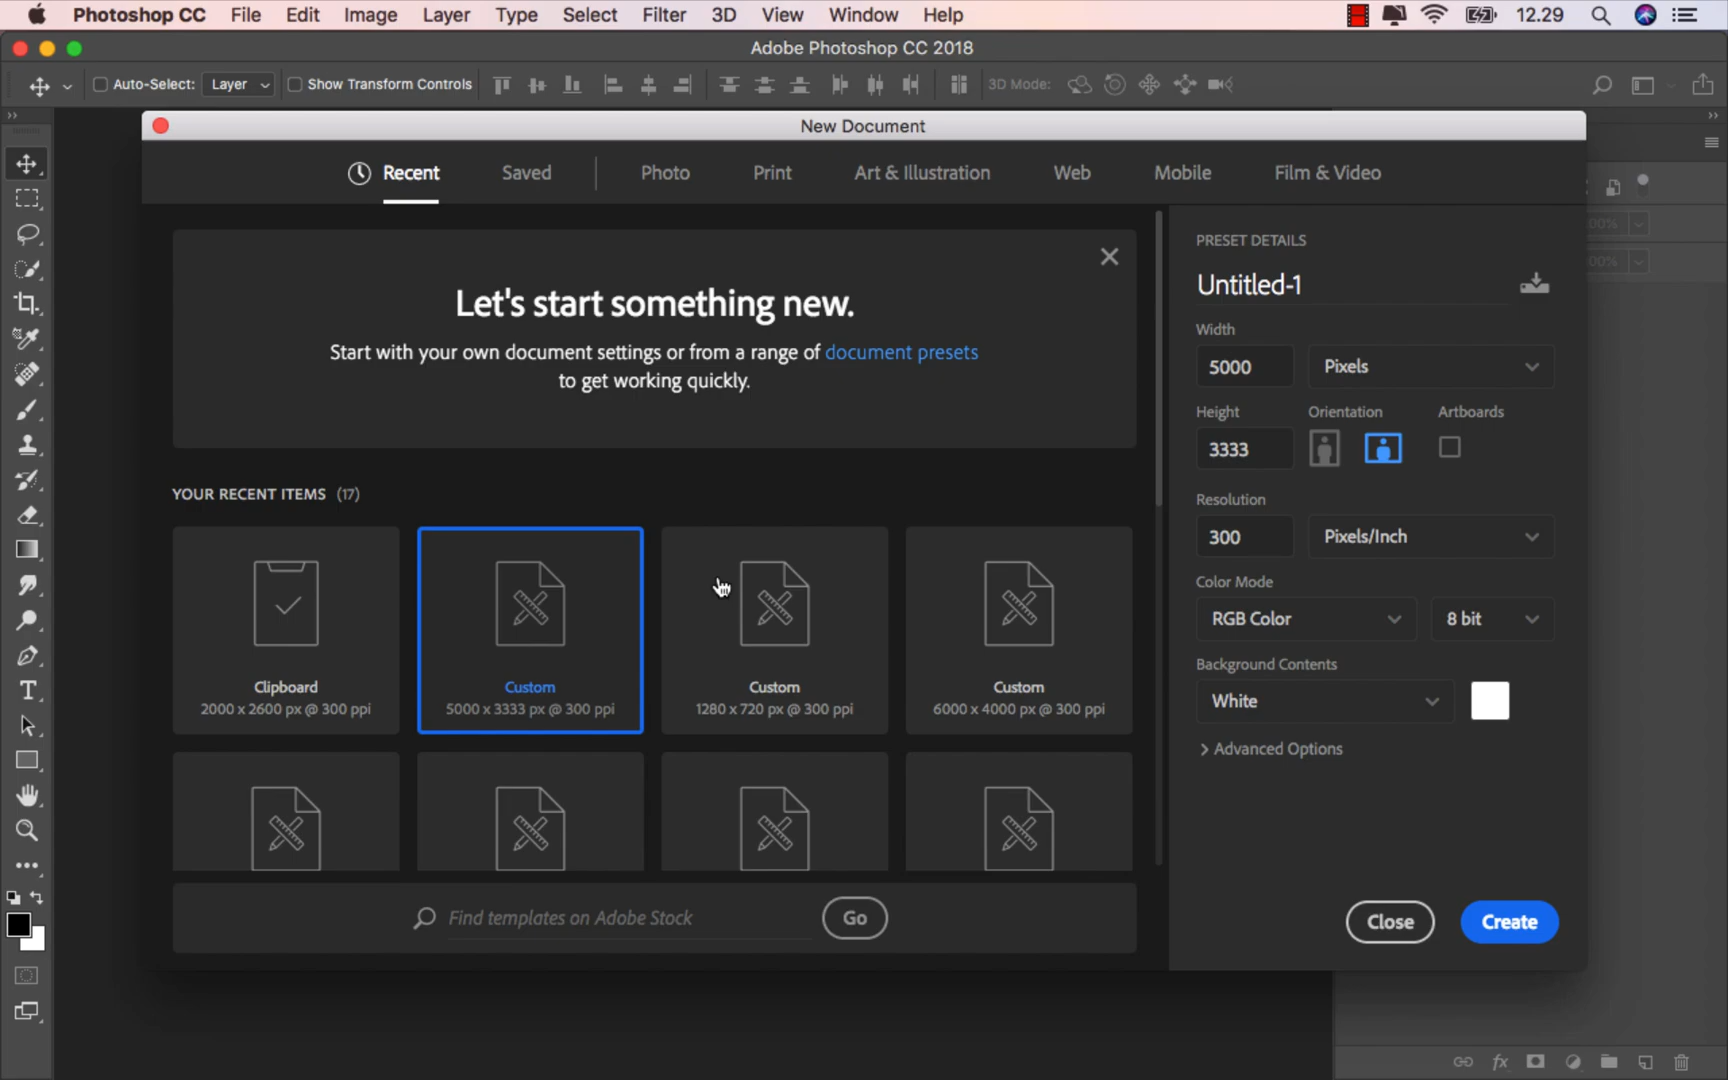 Photoshop CC File Edit Image Layer Type Select Filter 3D View Window Help 12.29
Adobe Photoshop CC 2018
Auto-Select: Layer Show Transform Controls 3D Mode:
New Document
Recent Saved Photo Print Art & Illustration Web Mobile Film & Video
Let's start something new.
Start with your own document settings or from a range of document presets
to get working quickly.
YOUR RECENT ITEMS (17)
Clipboard
2000 x 2600 px @ 300 ppi
Custom
5000 x 3333 px @ 300 ppi
Custom
1280 x 720 px @ 300 ppi
Custom
6000 x 4000 px @ 300 ppi
Find templates on Adobe Stock Go
PRESET DETAILS
Untitled-1
Width
5000 Pixels
Height Orientation Artboards
3333
Resolution
300 Pixels/Inch
Color Mode
RGB Color 8 bit
Background Contents
White
Advanced Options
Close Create
T
fx